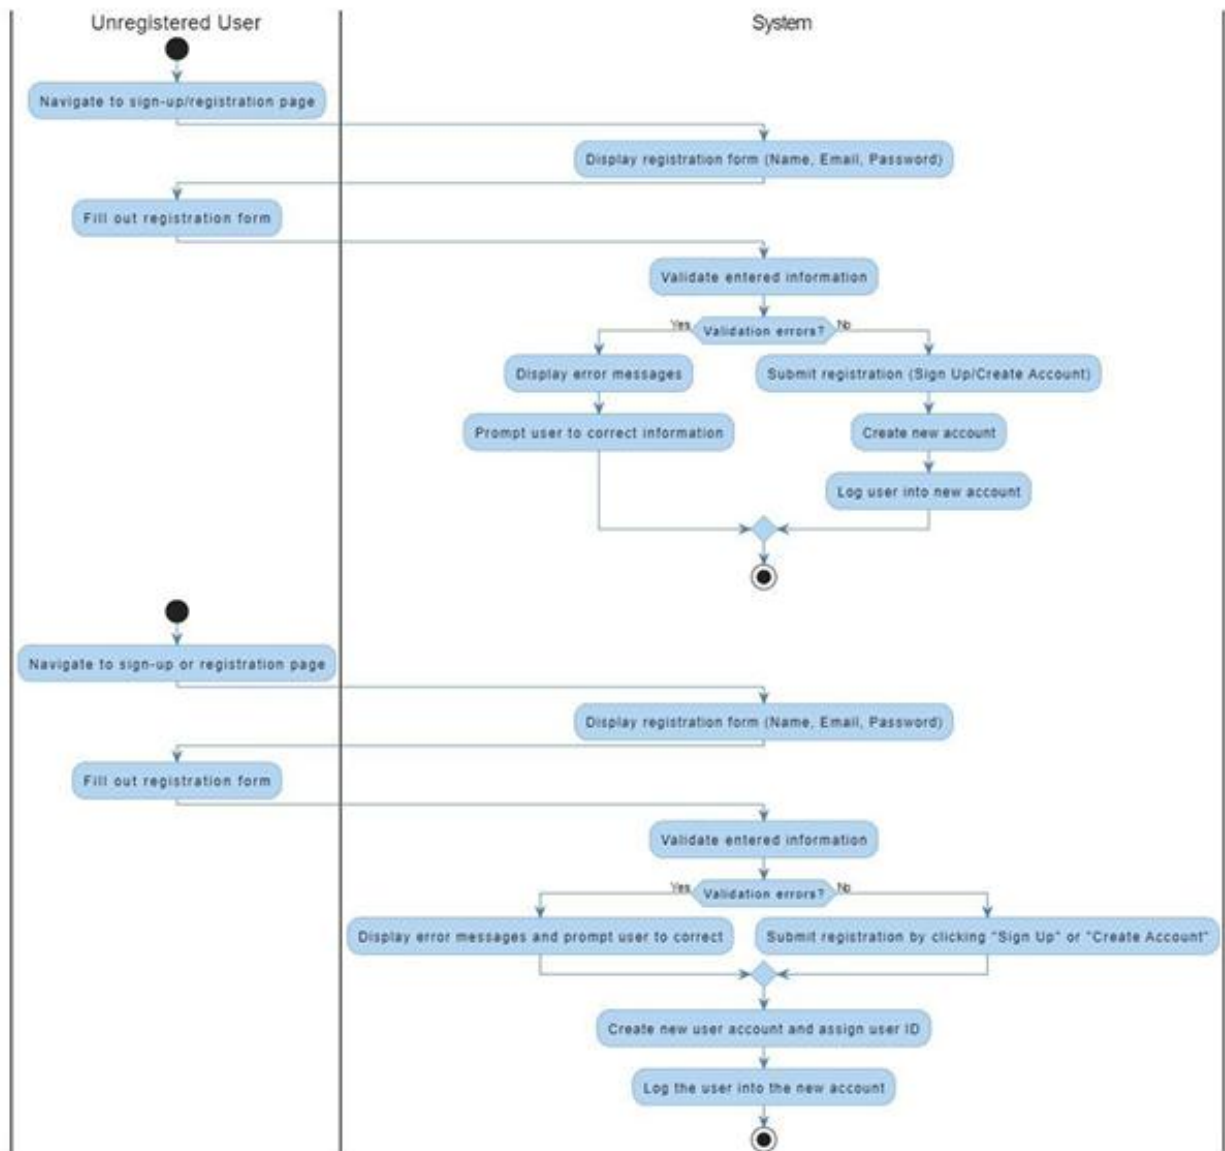 Unregistered User
System
Navigate to sign-up/registration page
Display registration form (Name, Email, Password)
Fill out registration form
Validate entered information
Yes
Validation errors?
No
Display error messages
Submit registration (Sign Up/Create Account)
Prompt user to correct information
Create new account
Log user into new account
Navigate to sign-up or registration page
Display registration form (Name, Email, Password)
Fill out registration form
Validate entered information
Yes
Validation errors?
No
Display error messages and prompt user to correct
Submit registration by clicking "Sign Up" or "Create Account"
Create new user account and assign user ID
Log the user into the new account